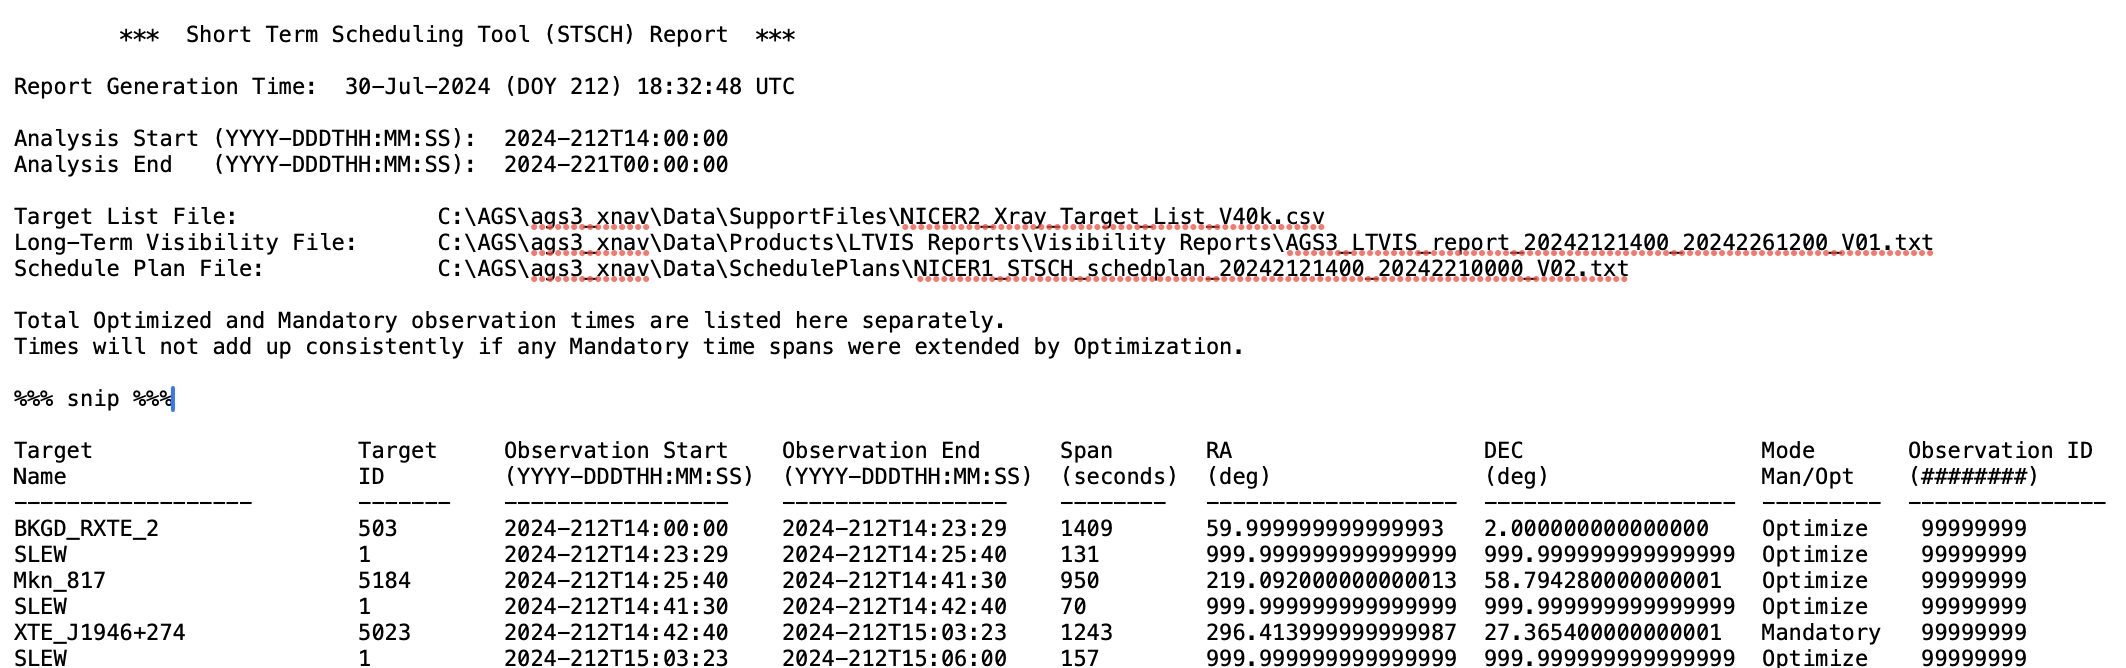 *** Short Term Scheduling Tool (STSCH) Report ***
Report Generation Time: 30-Jul-2024 (DOY 212) 18:32:48 UTC
Analysis Start (YYYY-DDDTHH:MM:SS): 2024-212T14:00:00
Analysis End (YYYY-DDDTHH:MM:SS): 2024-221T00:00:00
Target List File: C:\AGS\ags3_xnav\Data\SupportFiles\NICER2_Xray_Target_List_V40k.csv
Long-Term Visibility File: C:\AGS\ags3_xnav\Data\Products\LTVIS Reports\Visibility Reports\AGS3_LTVIS_report_20242121400_20242261200_V01.txt
Schedule Plan File: C:\AGS\ags3_xnav\Data\SchedulePlans\NICER1_STSCH_schedplan_20242121400_20242210000_V02.txt
Total Optimized and Mandatory observation times are listed here separately.
Times will not add up consistently if any Mandatory time spans were extended by Optimization.
%%% snip %%%
Target Target Observation Start Observation End Span RA DEC Mode Observation ID
Name ID (YYYY-DDDTHH:MM:SS) (YYYY-DDDTHH:MM:SS) (seconds) (deg) (deg) Man/Opt (########)
------------------ ------- ----------------- ----------------- -------- ------------------- ------------------- --------- ---------------
BKGD_RXTE_2 503 2024-212T14:00:00 2024-212T14:23:29 1409 59.999999999999993 2.000000000000000 Optimize 99999999
SLEW 1 2024-212T14:23:29 2024-212T14:25:40 131 999.999999999999999 999.999999999999999 Optimize 99999999
Mkn_817 5184 2024-212T14:25:40 2024-212T14:41:30 950 219.092000000000013 58.794280000000001 Optimize 99999999
SLEW 1 2024-212T14:41:30 2024-212T14:42:40 70 999.999999999999999 999.999999999999999 Optimize 99999999
XTE_J1946+274 5023 2024-212T14:42:40 2024-212T15:03:23 1243 296.413999999999987 27.365400000000001 Mandatory 99999999
SLEW 1 2024-212T15:03:23 2024-212T15:06:00 157 999.999999999999999 999.999999999999999 Optimize 99999999